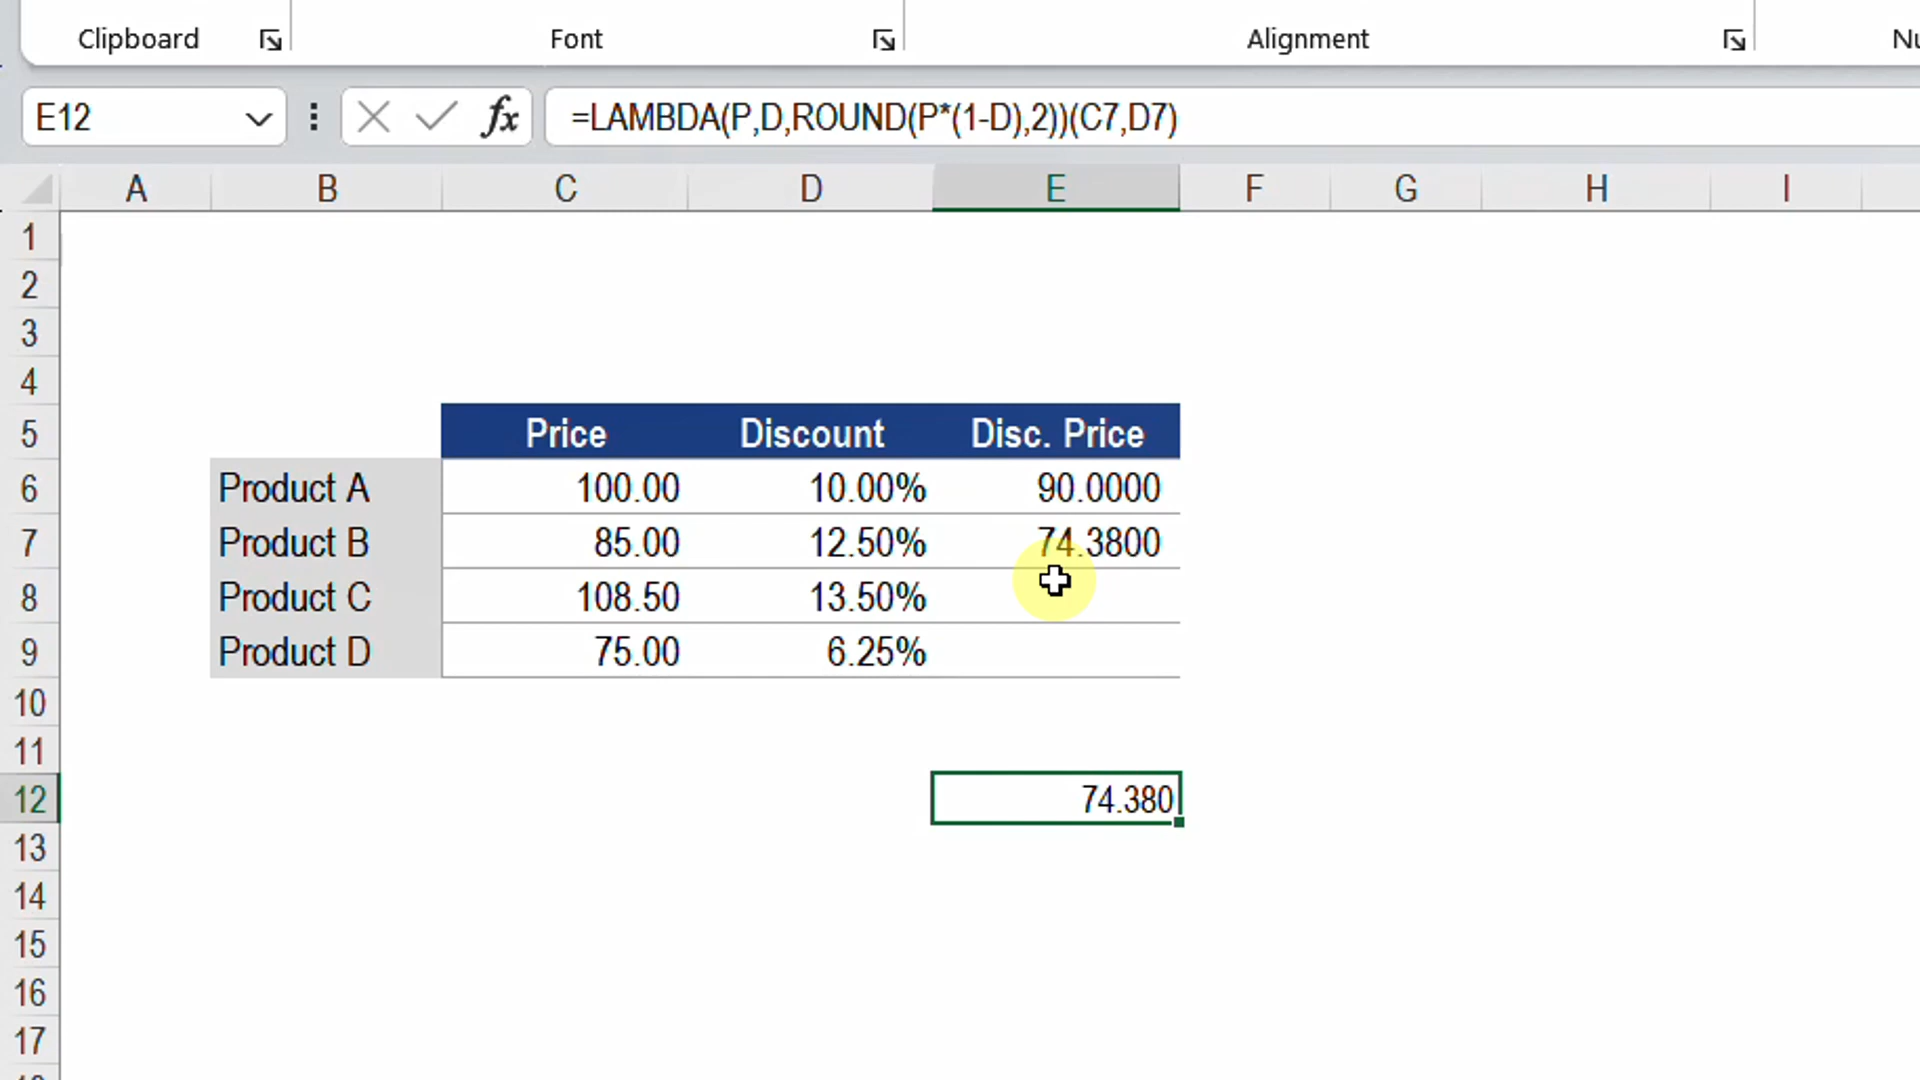 Clipboard Font Alignment
E12 fx =LAMBDA(P,D,ROUND(P*(1-D),2))(C7,D7)
A B C D E F G H I
1
2
3
4
5 Price Discount Disc. Price
6 Product A 100.00 10.00% 90.0000
7 Product B 85.00 12.50% 74.3800
8 Product C 108.50 13.50%
9 Product D 75.00 6.25%
10
11
12 74.380
13
14
15
16
17